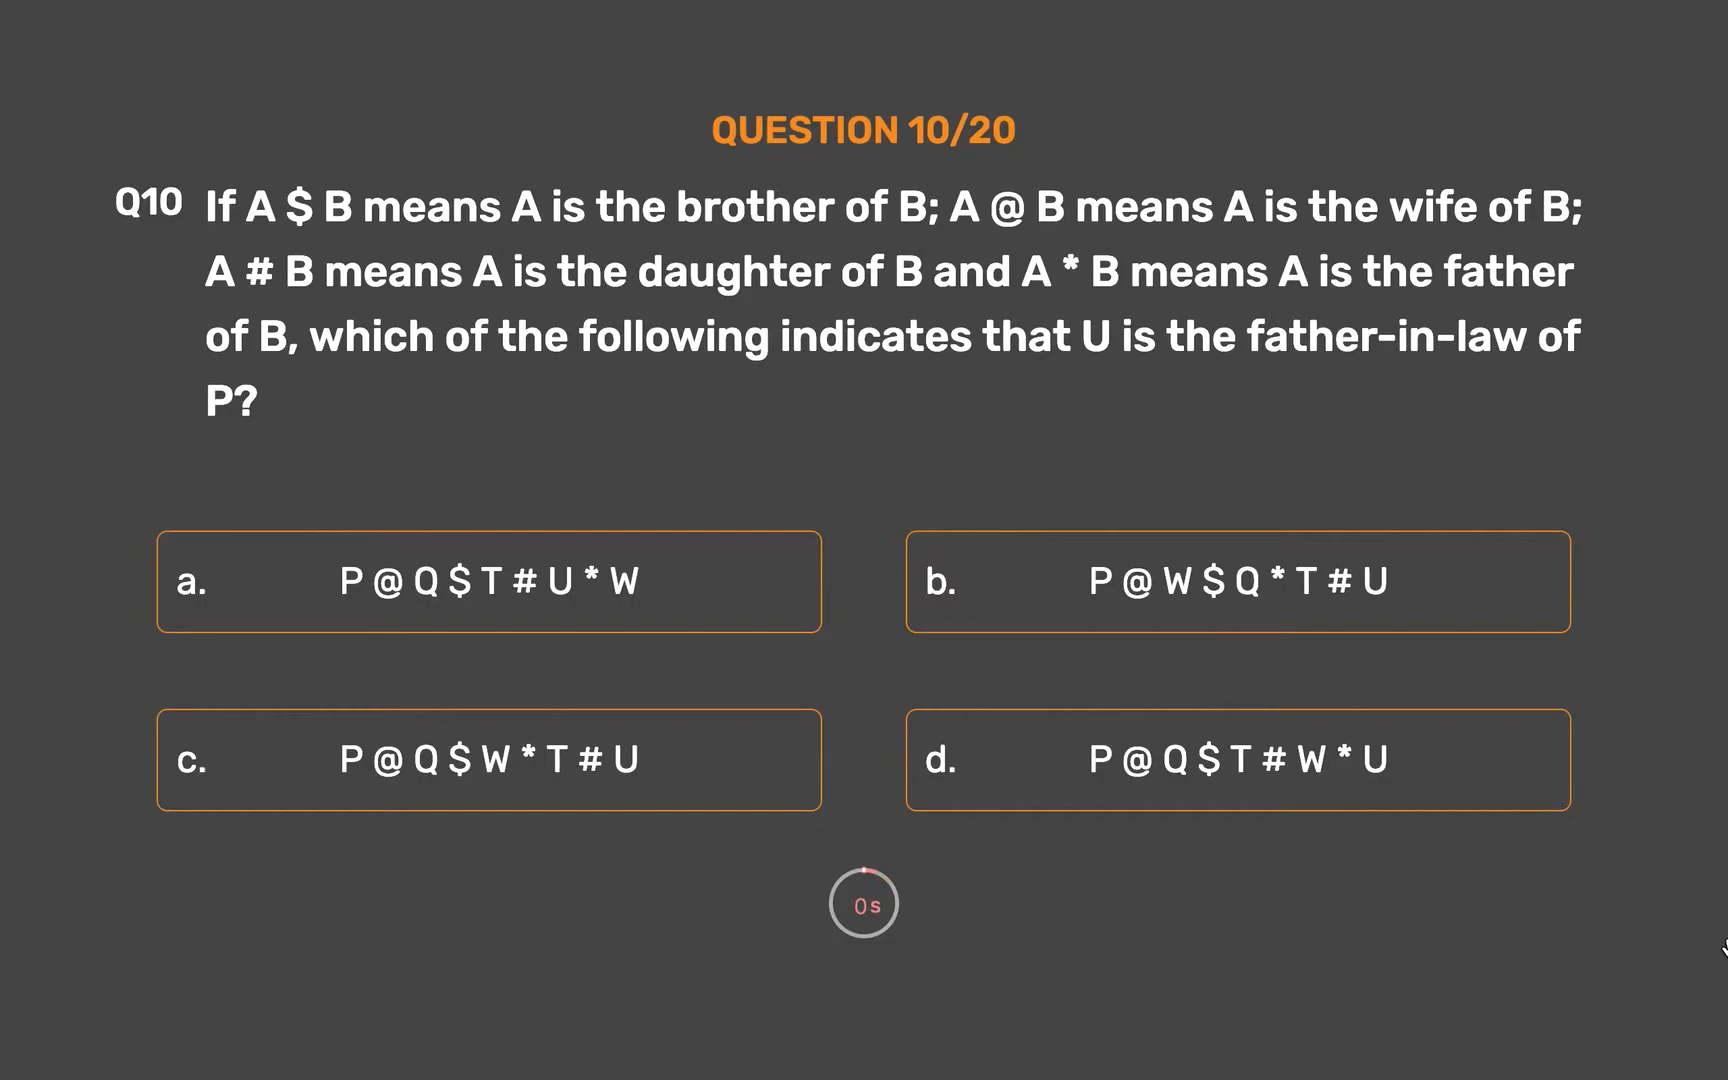 QUESTION 10/20
Q10 If A $ B means A is the brother of B; A @ B means A is the wife of B;
A # B means A is the daughter of B and A * B means A is the father
of B, which of the following indicates that U is the father-in-law of
P?
a. P @ Q $ T # U * W
b. P @ W $ Q * T # U
c. P @ Q $ W * T # U
d. P @ Q $ T # W * U
0s